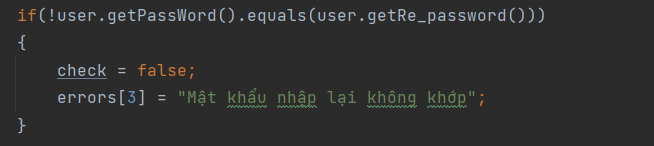 if(!user.getPassWord().equals(user.getRe_password()))
{
check = false;
errors[3] = "Mật khẩu nhập lại không khớp";
}